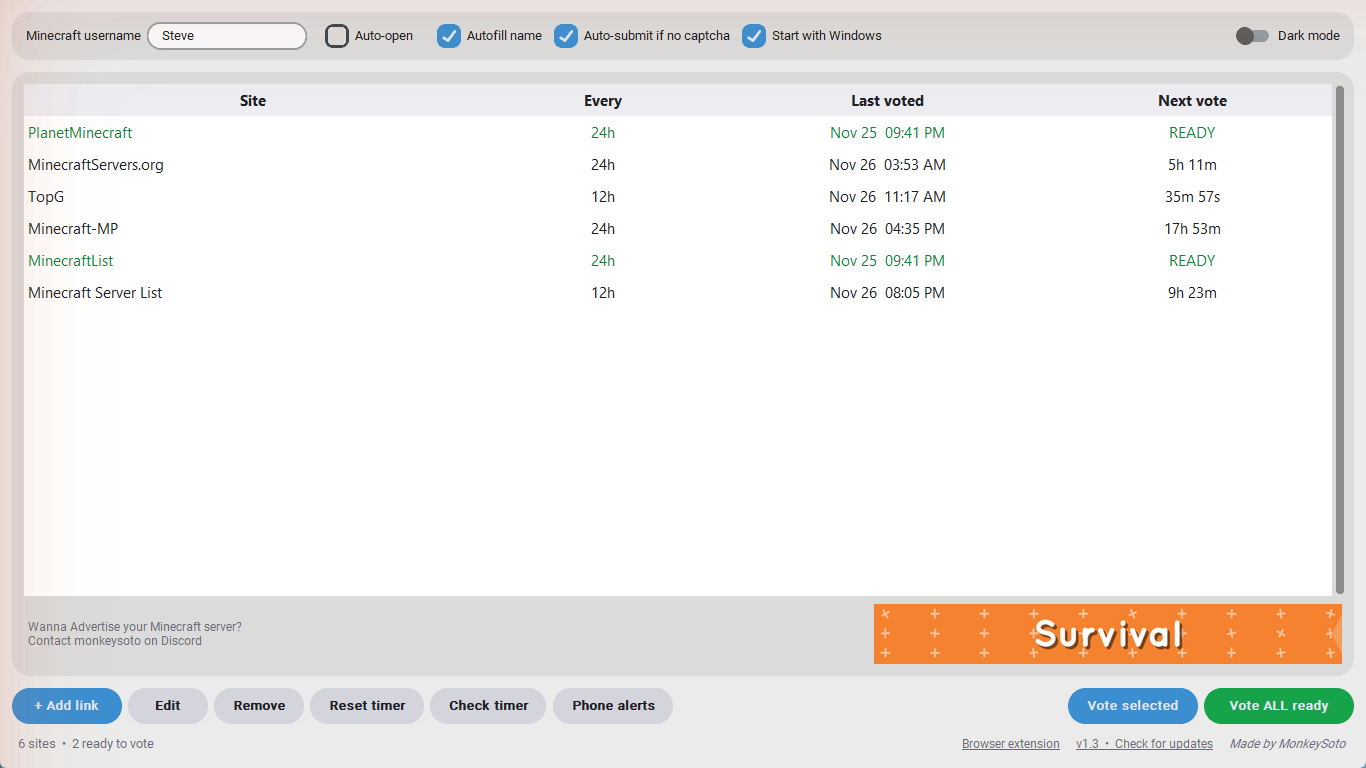 Minecraft username Steve Auto-open Autofill name Auto-submit if no captcha Start with Windows Dark mode
Site Every Last voted Next vote
PlanetMinecraft 24h Nov 25 09:41 PM READY
MinecraftServers.org 24h Nov 26 03:53 AM 5h 11m
TopG 12h Nov 26 11:17 AM 35m 57s
Minecraft-MP 24h Nov 26 04:35 PM 17h 53m
MinecraftList 24h Nov 25 09:41 PM READY
Minecraft Server List 12h Nov 26 08:05 PM 9h 23m
Wanna Advertise your Minecraft server?
Contact monkeysoto on Discord
Survival
+ Add link Edit Remove Reset timer Check timer Phone alerts Vote selected Vote ALL ready
6 sites • 2 ready to vote Browser extension v1.3 • Check for updates Made by MonkeySoto